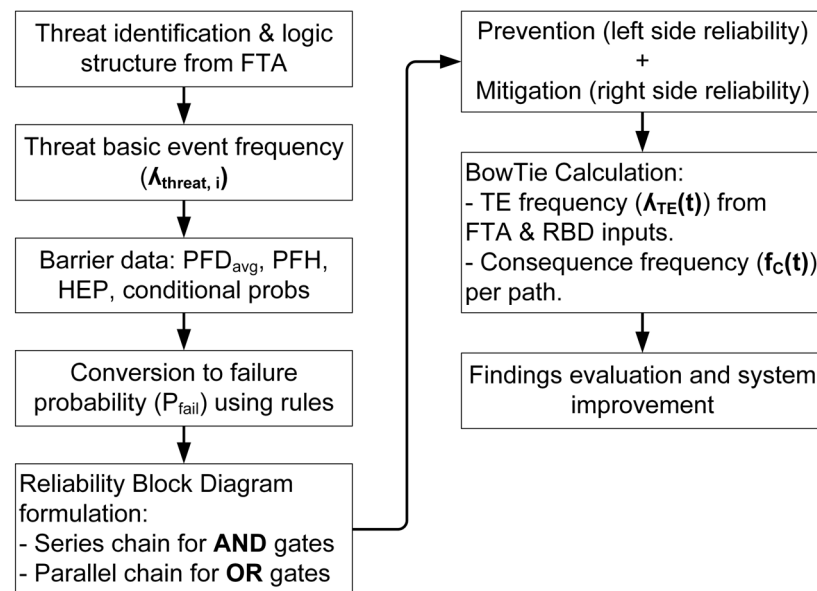 Threat identification & logic
structure from FTA
Threat basic event frequency
(ʎthreat, i)
Barrier data: PFDavg, PFH,
HEP, conditional probs
Conversion to failure
probability (Pfail) using rules
Reliability Block Diagram
formulation:
- Series chain for AND gates
- Parallel chain for OR gates
Prevention (left side reliability)
+
Mitigation (right side reliability)
BowTie Calculation:
- TE frequency (ʎTE(t)) from
FTA & RBD inputs.
- Consequence frequency (fC(t))
per path.
Findings evaluation and system
improvement